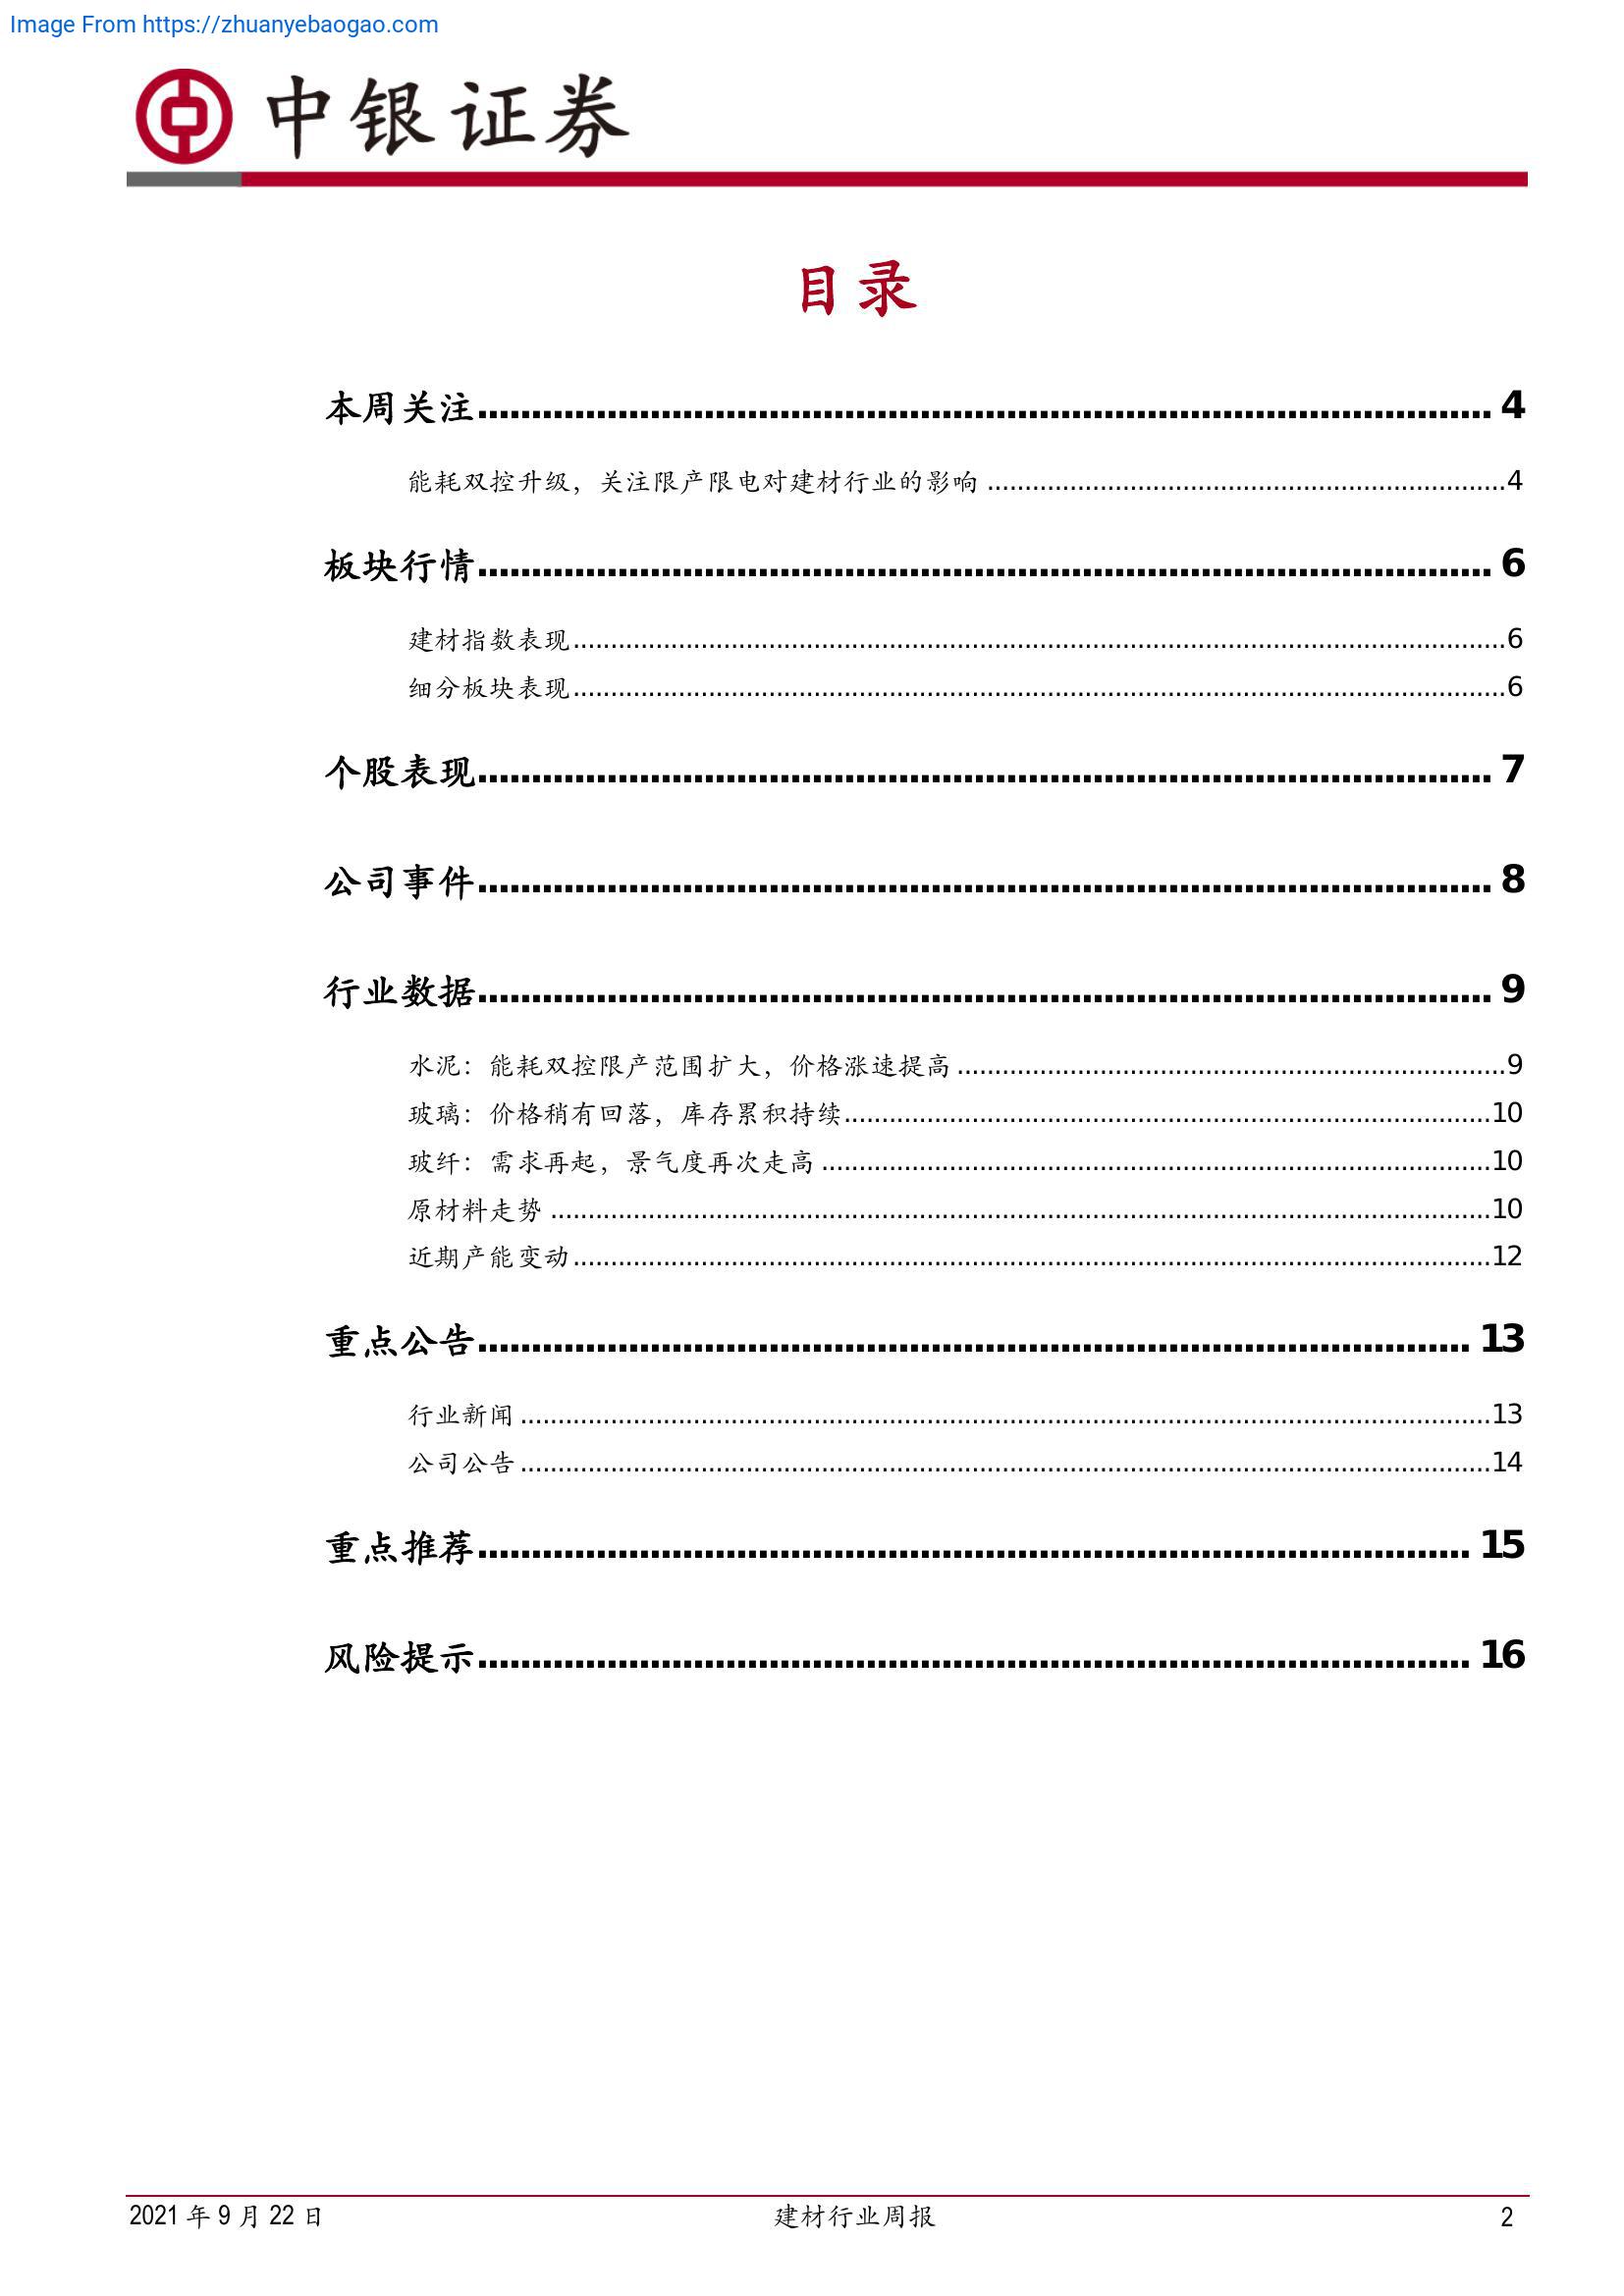 Image From https://zhuanyebaogao.com
中银证券
目录
本周关注 4
能耗双控升级，关注限产限电对建材行业的影响 4
板块行情 6
建材指数表现 6
细分板块表现 6
个股表现 7
公司事件 8
行业数据 9
水泥：能耗双控限产范围扩大，价格涨速提高 9
玻璃：价格稍有回落，库存累积持续 10
玻纤：需求再起，景气度再次走高 10
原材料走势 10
近期产能变动 12
重点公告 13
行业新闻 13
公司公告 14
重点推荐 15
风险提示 16
2021 年 9 月 22 日 建材行业周报 2